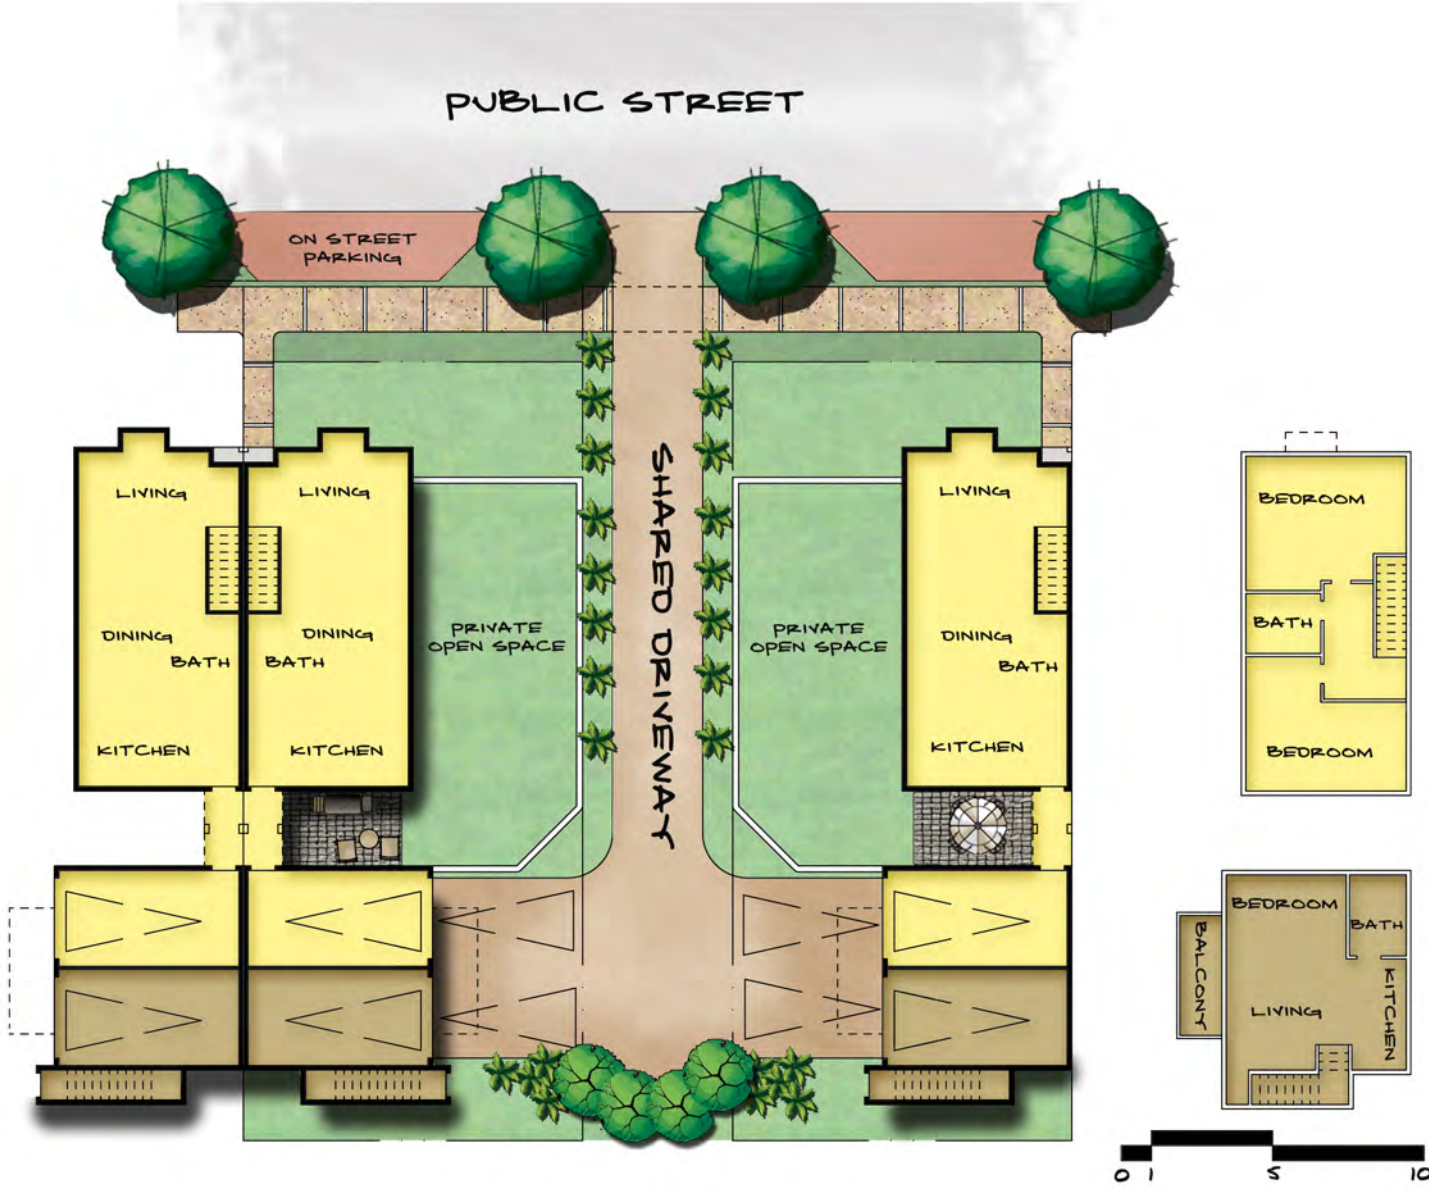 PUBLIC STREET
ON STREET
PARKING
SHARED DRIVEWAY
LIVING
DINING
BATH
KITCHEN
LIVING
DINING
BATH
KITCHEN
PRIVATE
OPEN SPACE
PRIVATE
OPEN SPACE
LIVING
DINING
BATH
KITCHEN
BEDROOM
BATH
BEDROOM
BEDROOM
BATH
BALCONY
LIVING
KITCHEN
0 1 5 10